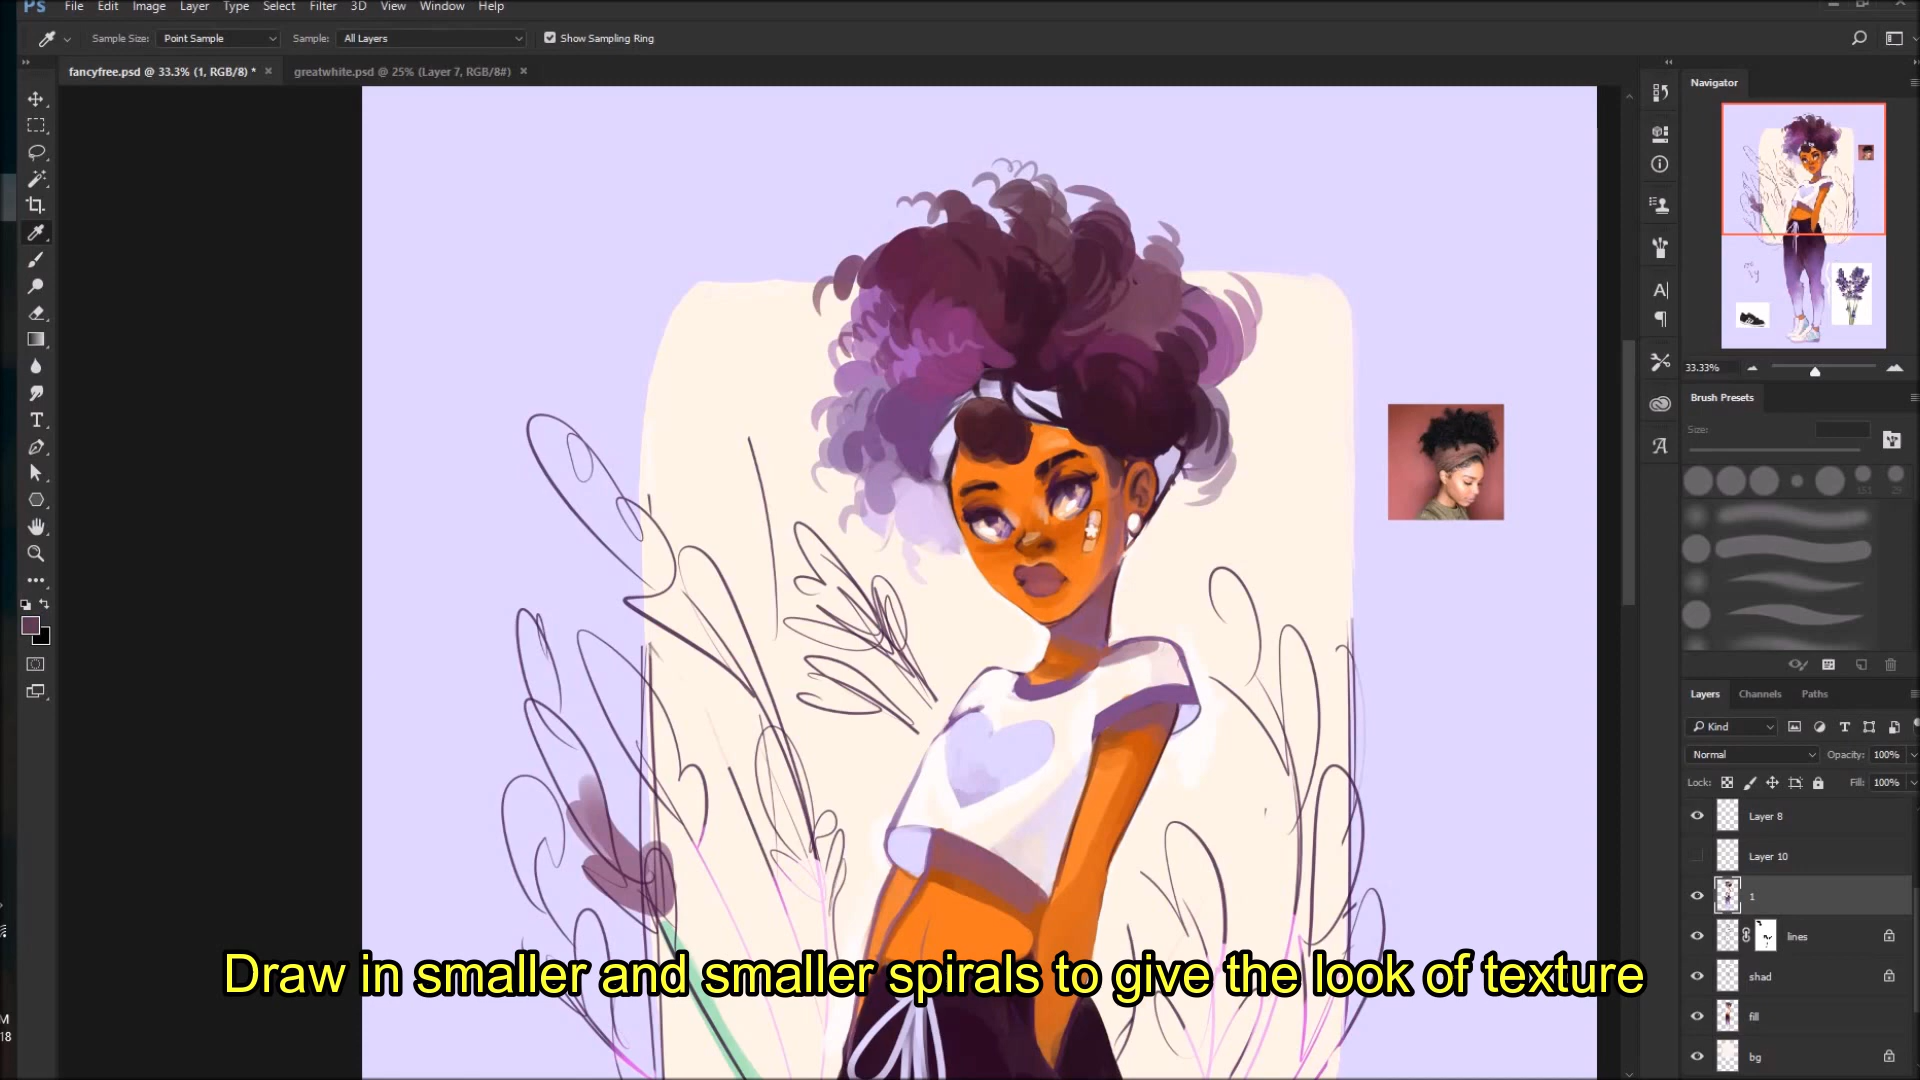 Ps File Edit Image Layer Type Select Filter 3D View Window Help
Sample Size: Point Sample Sample: All Layers Show Sampling Ring
fancyfree.psd @ 33.3% (1, RGB/8) * × greatwhite.psd @ 25% (Layer 7, RGB/8#) ×
Navigator
33.33%
Brush Presets
Size:
Layers Channels Paths
Kind
Normal Opacity: 100%
Lock: Fill: 100%
Layer 8
Layer 10
1
lines
shad
fill
bg
M
18
Draw in smaller and smaller spirals to give the look of texture